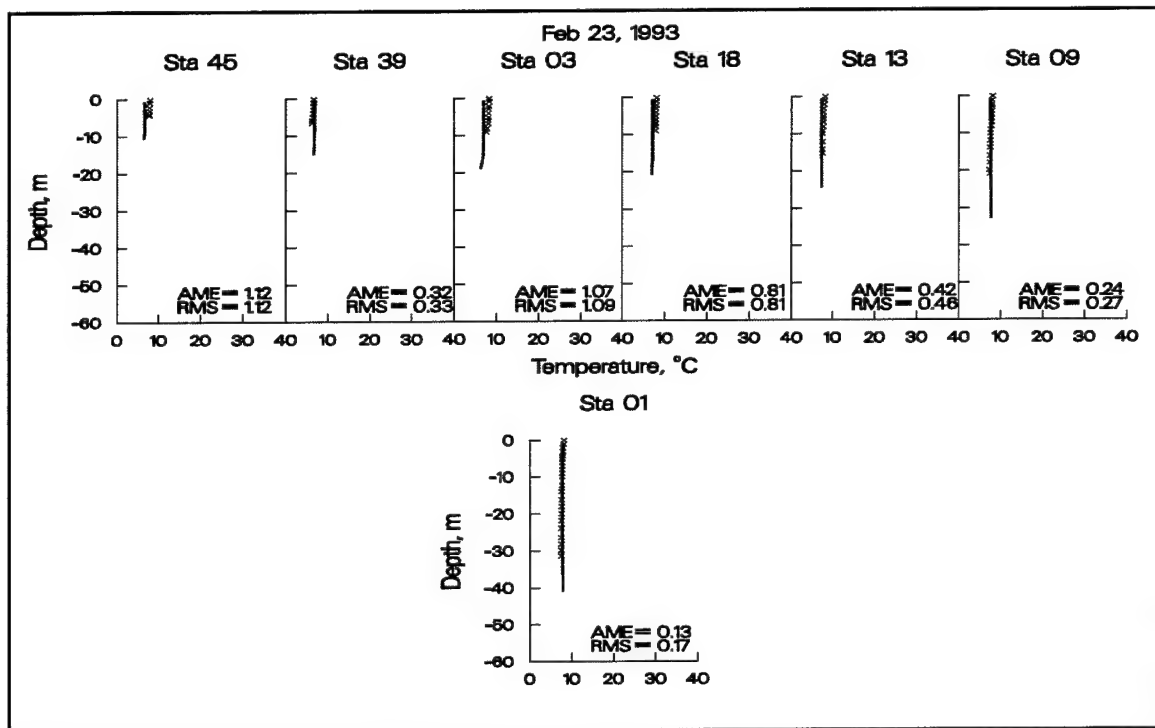 Feb 23, 1993
Sta 45 Sta 39 Sta 03 Sta 18 Sta 13 Sta 09
0
-10
-20
-30
-40
-50
-60
Depth, m
AME= 1.12 AME= 0.32 AME= 1.07 AME= 0.81 AME= 0.42 AME= 0.24
RMS= 1.12 RMS= 0.33 RMS= 1.09 RMS= 0.81 RMS= 0.46 RMS= 0.27
0 10 20 30 40 10 20 30 40 10 20 30 40 10 20 30 40 10 20 30 40 10 20 30 40
Temperature, °C
Sta 01
0
-10
-20
-30
-40
-50
-60
Depth, m
AME= 0.13
RMS= 0.17
0 10 20 30 40